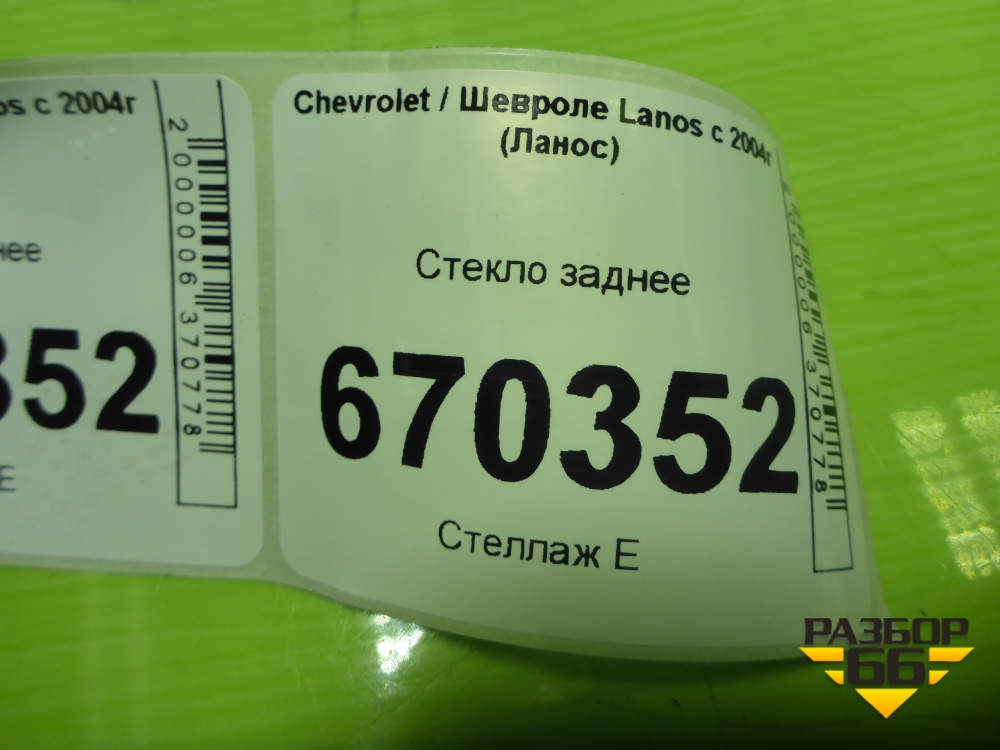 os с 2004г
нее
352
Е
2000006370778
Chevrolet / Шевроле Lanos с 2004г
(Ланос)
Стекло заднее
670352
Стеллаж Е
2000006370778
РАЗБОР
66